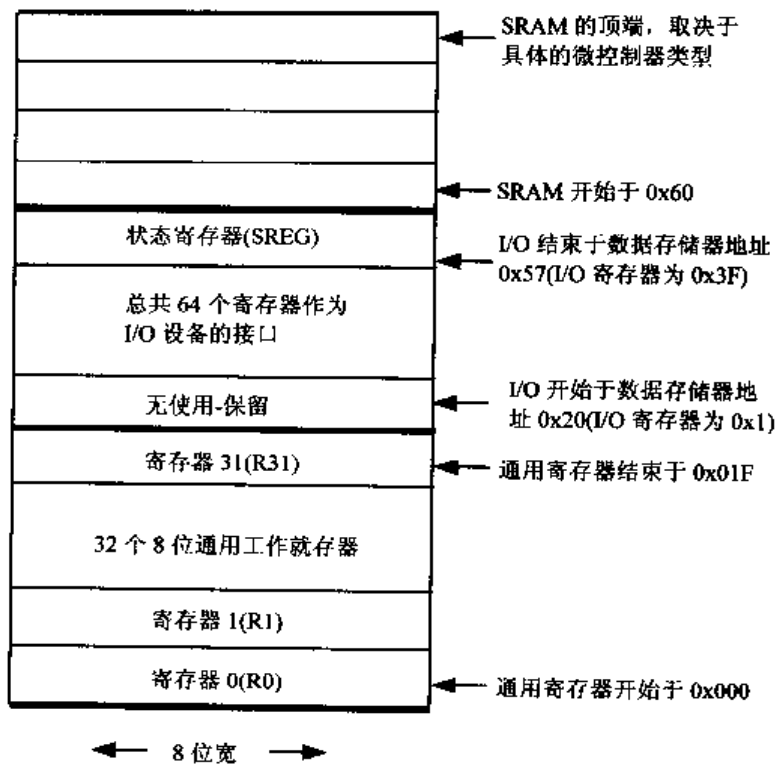 SRAM 的顶端，取决于
具体的微控制器类型
SRAM 开始于 0x60
状态寄存器(SREG)
I/O 结束于数据存储器地址
0x57(I/O 寄存器为 0x3F)
总共 64 个寄存器作为
I/O 设备的接口
I/O 开始于数据存储器地
址 0x20(I/O 寄存器为 0x1)
无使用-保留
寄存器 31(R31)
通用寄存器结束于 0x01F
32 个 8 位通用工作就存器
寄存器 1(R1)
寄存器 0(R0)
通用寄存器开始于 0x000
8 位宽